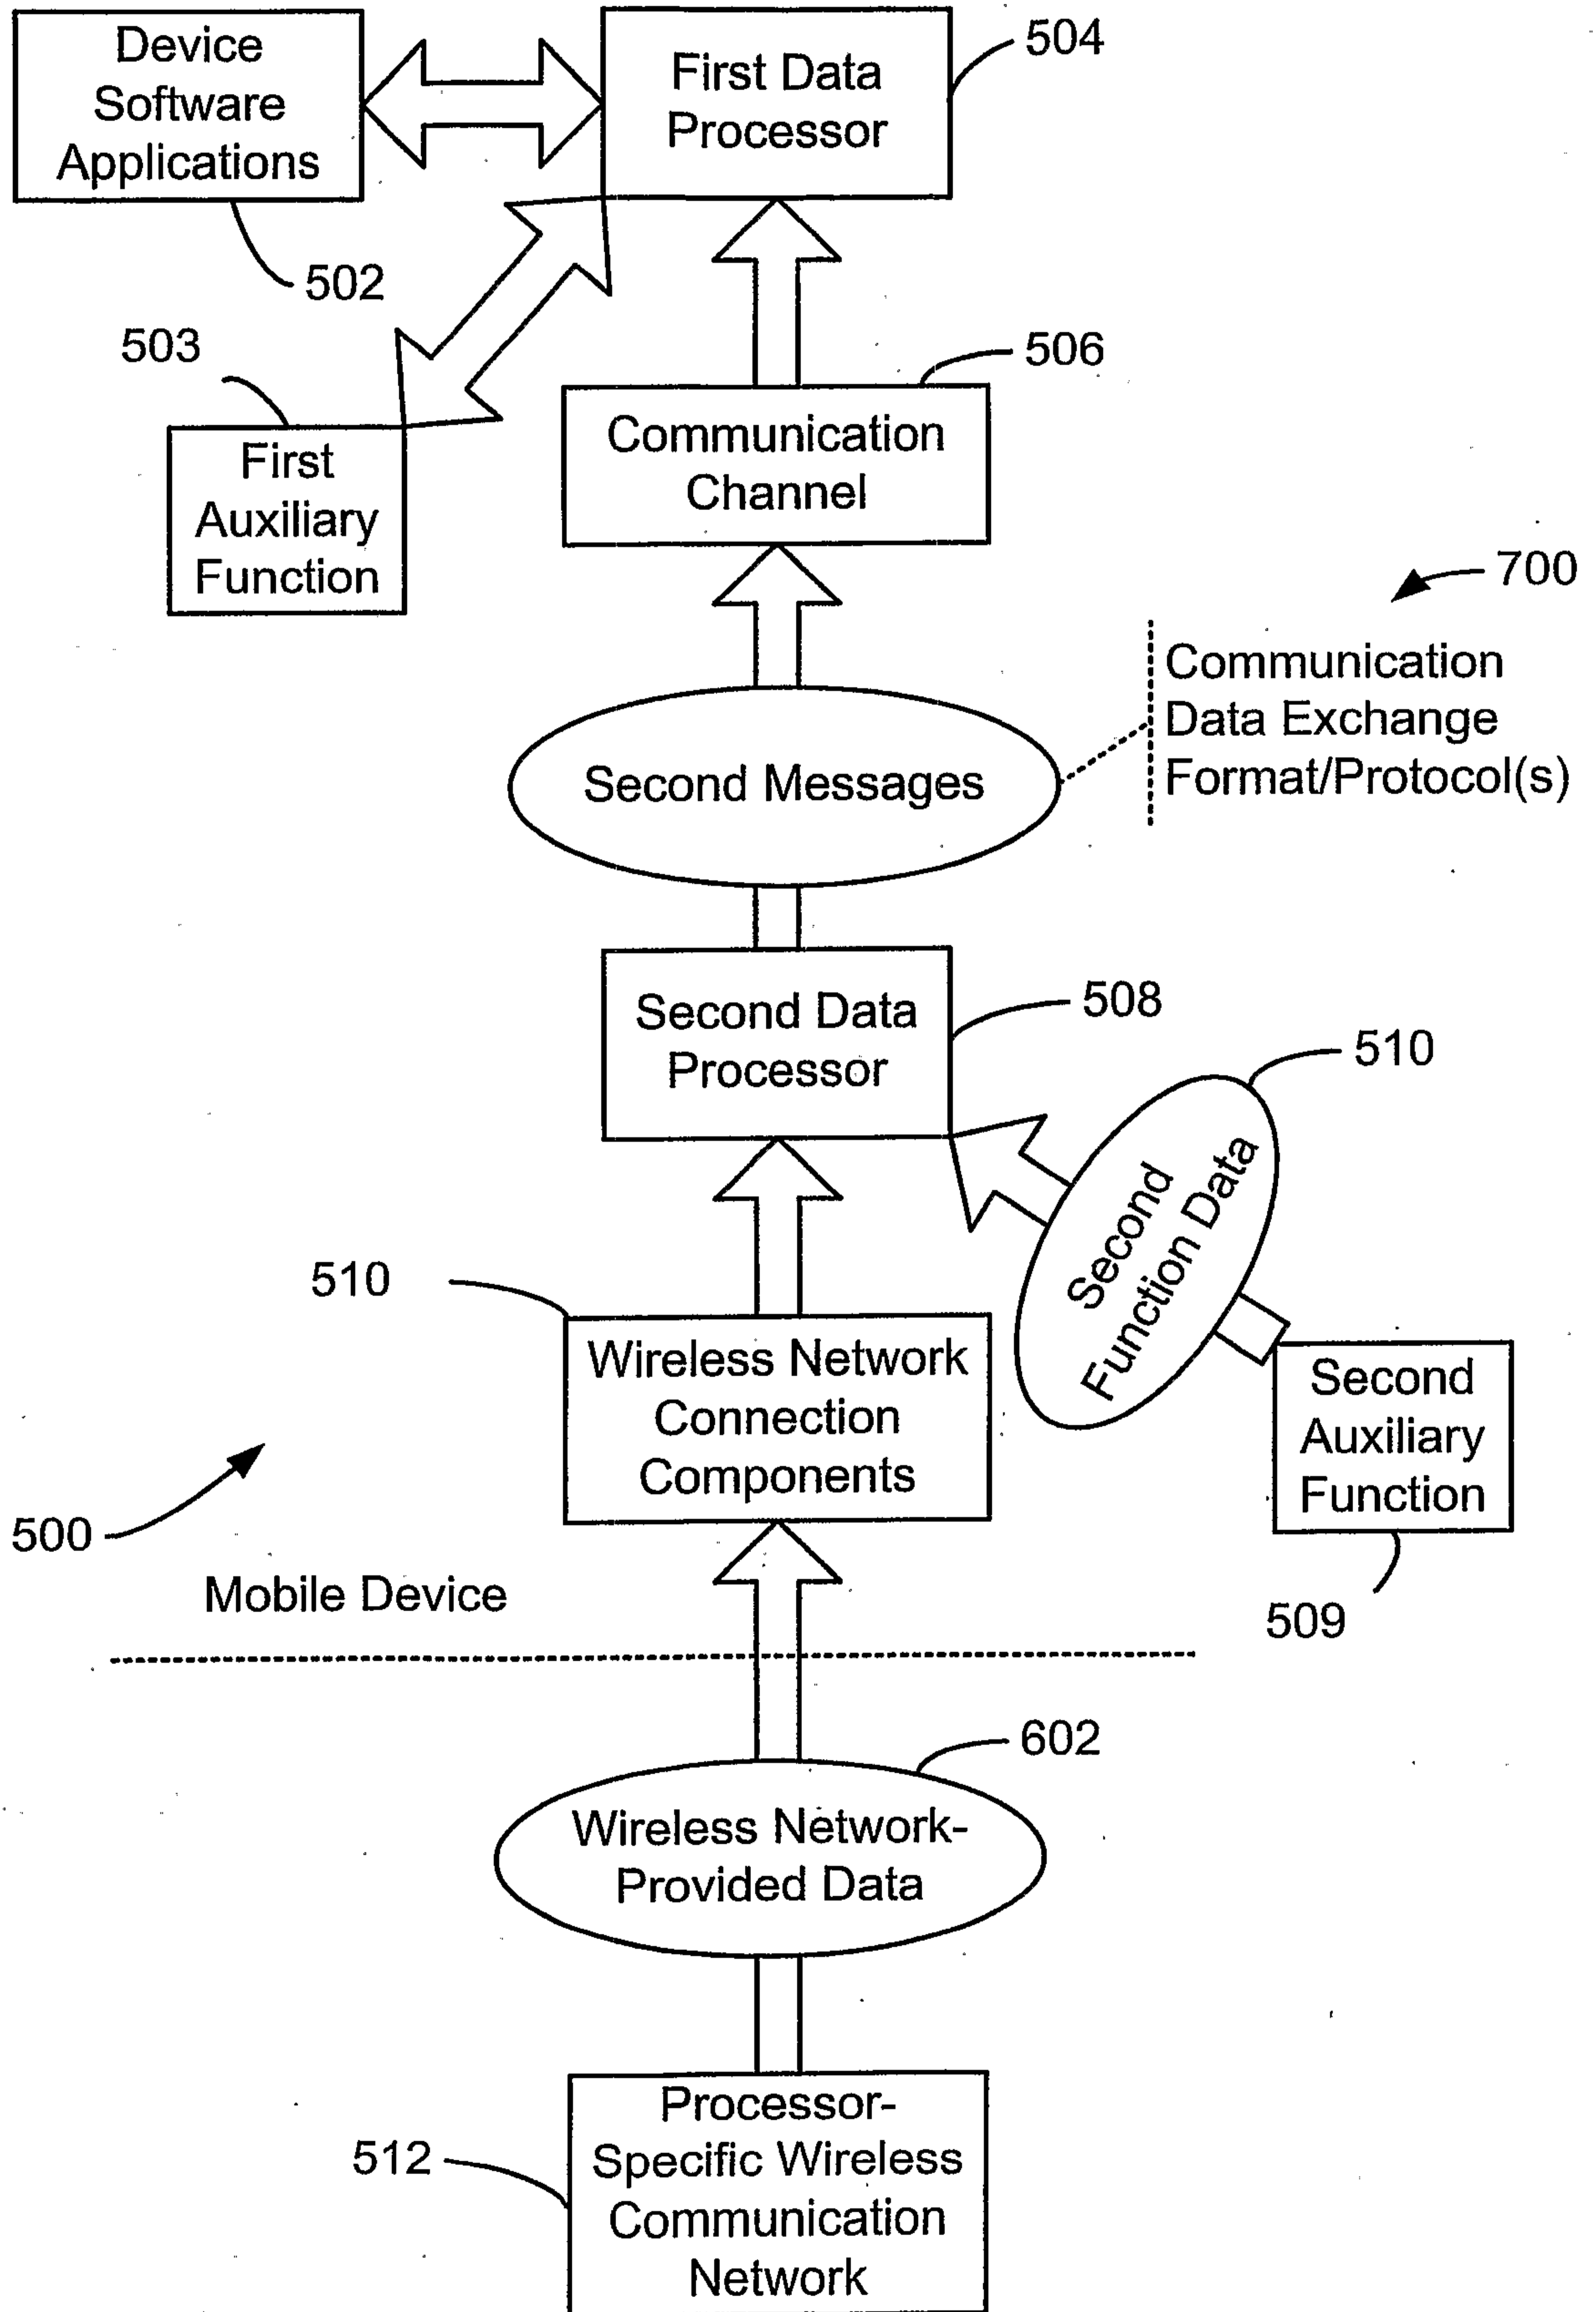 Device
Software
Applications
First Data
Processor
504
502
503
506
First
Auxiliary
Function
Communication
Channel
700
Communication
Data Exchange
Format/Protocol(s)
Second Messages
Second Data
Processor
508
510
Second
Function Data
510
Wireless Network
Connection
Components
Second
Auxiliary
Function
500
Mobile Device
509
602
Wireless Network-
Provided Data
Processor-
Specific Wireless
Communication
Network
512